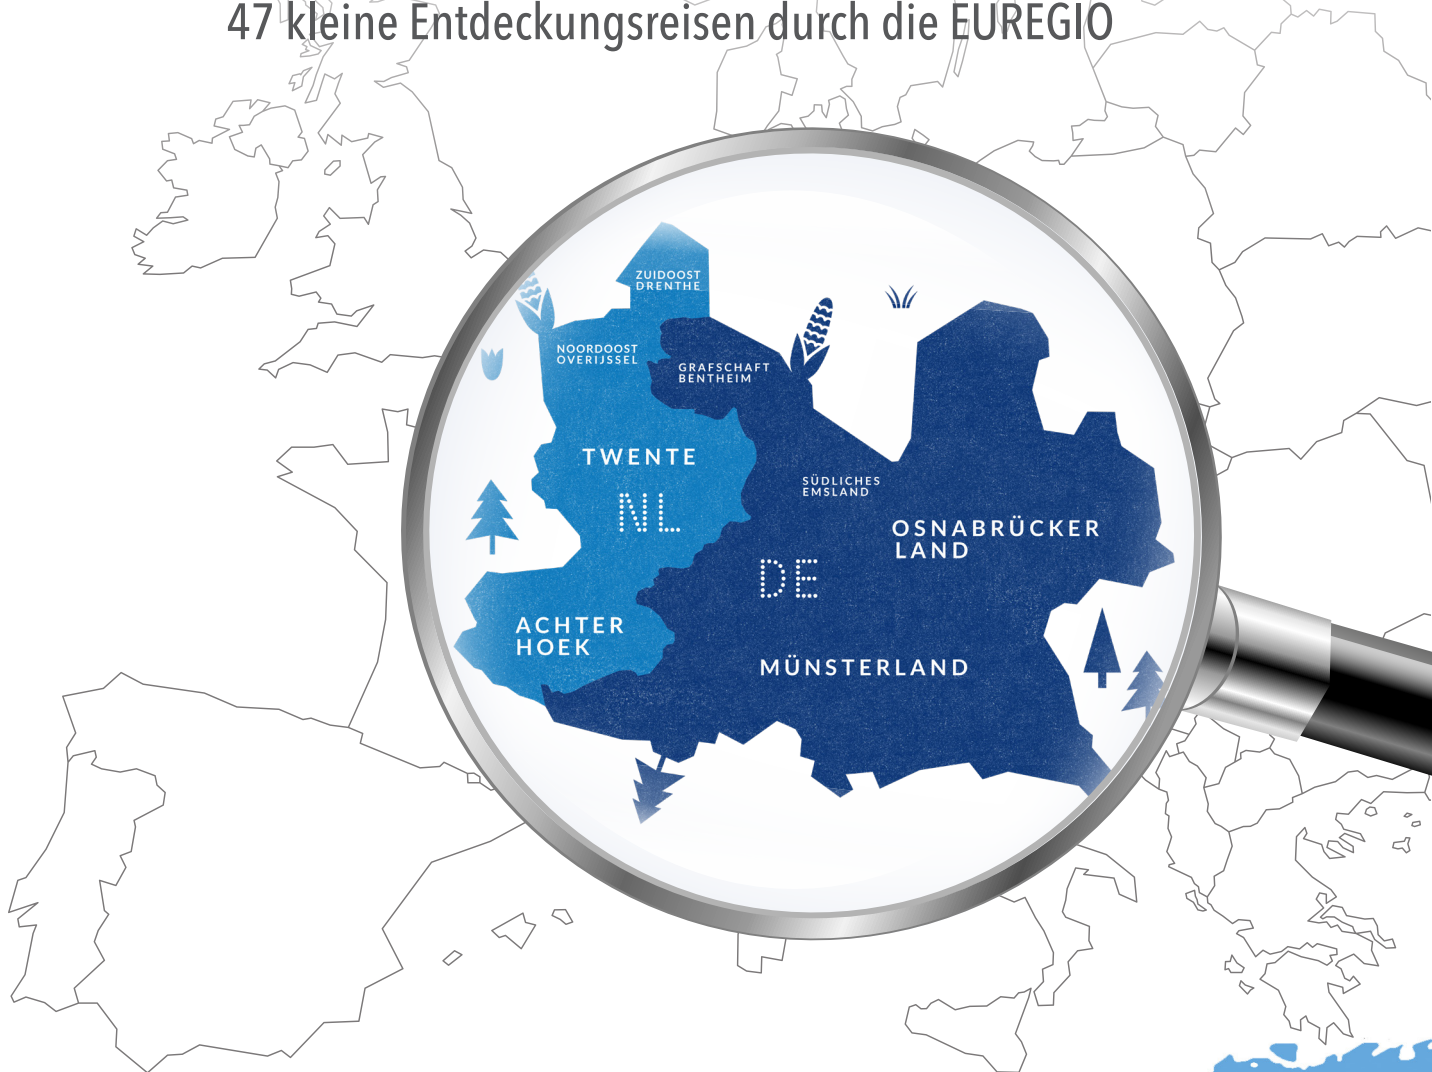 47 kleine Entdeckungsreisen durch die EUREGIO
ZUIDOOST
DRENTHE
NOORDOOST
OVERIJSSEL
GRAFSCHAFT
BENTHEIM
TWENTE
NL
SÜDLICHES
EMSLAND
OSNABRÜCKER
LAND
DE
ACHTER
HOEK
MÜNSTERLAND